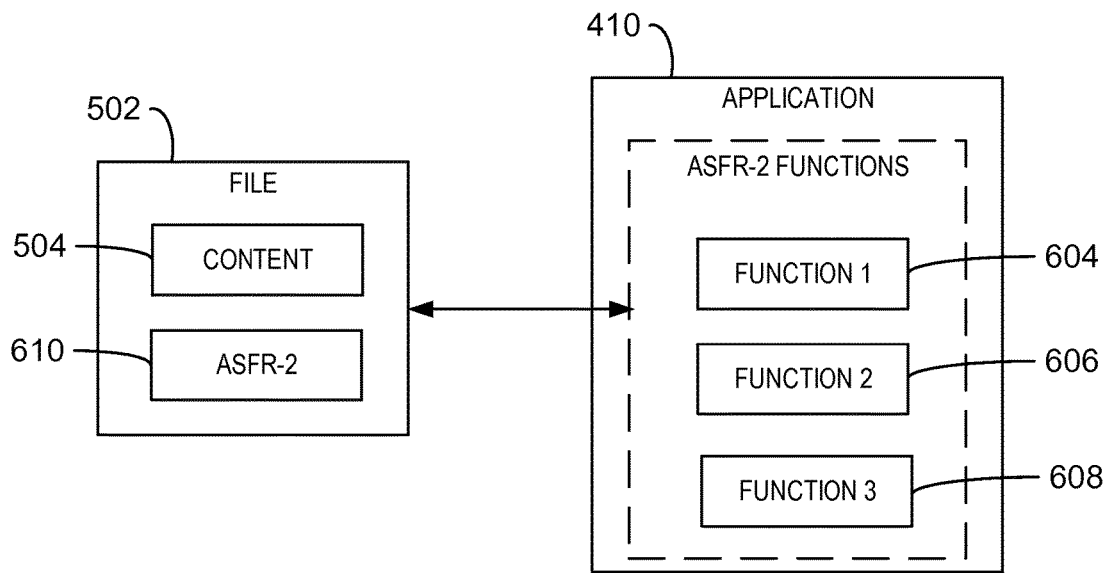 410
APPLICATION
502
ASFR-2 FUNCTIONS
FILE
504
CONTENT
FUNCTION 1
604
610
ASFR-2
FUNCTION 2
606
FUNCTION 3
608